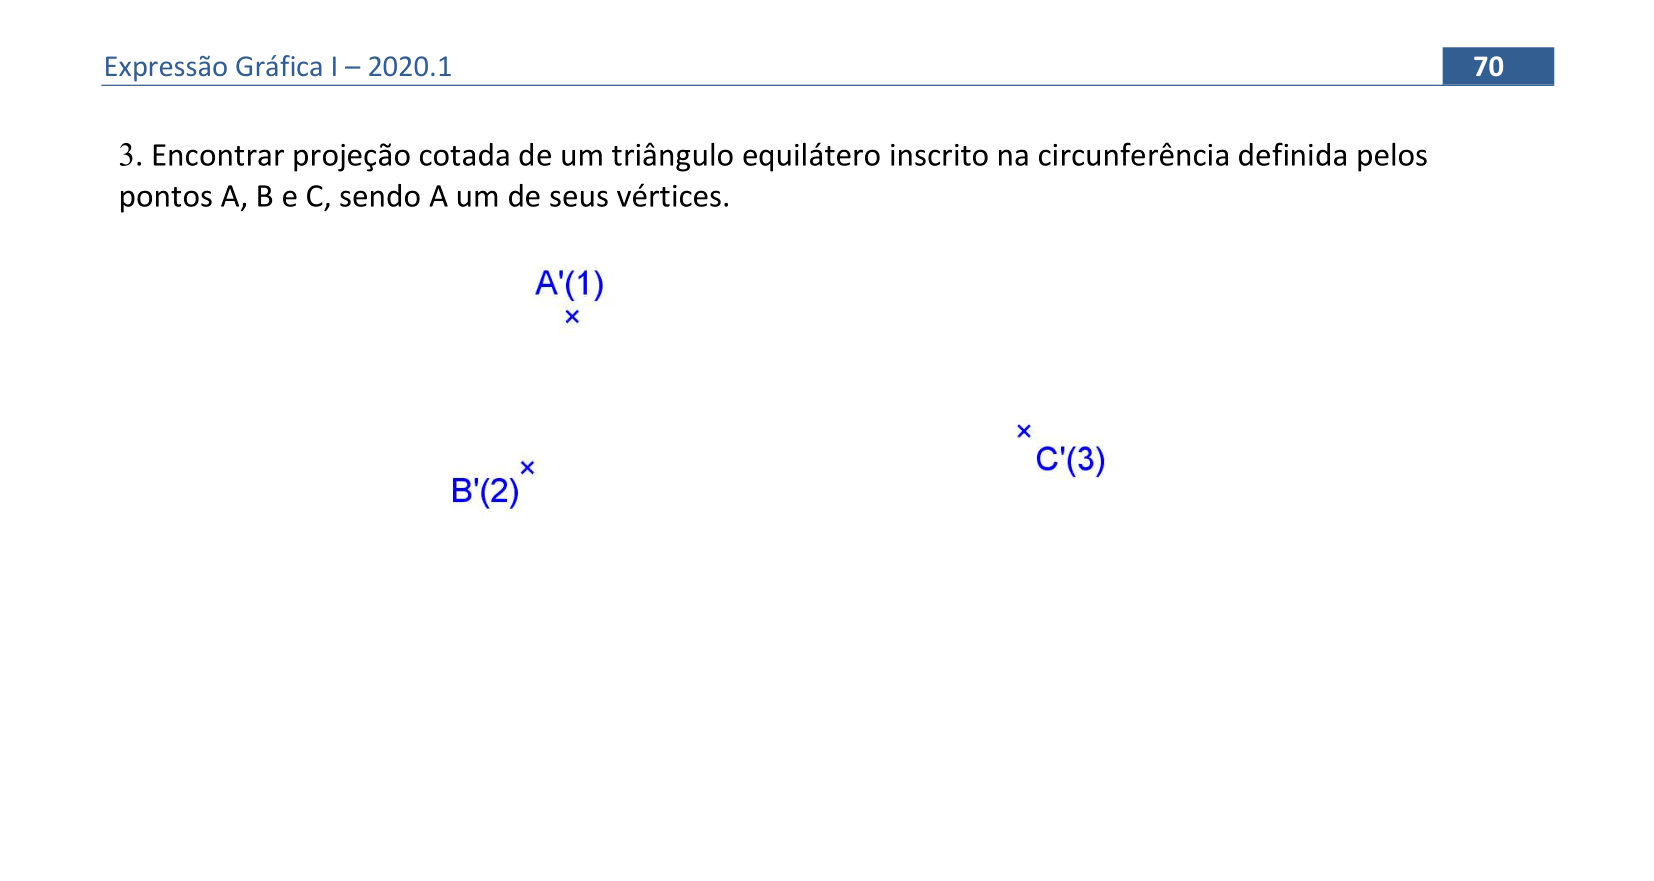 Expressão Gráfica I – 2020.1 70
3. Encontrar projeção cotada de um triângulo equilátero inscrito na circunferência definida pelos
pontos A, B e C, sendo A um de seus vértices.
A'(1)
C'(3)
B'(2)